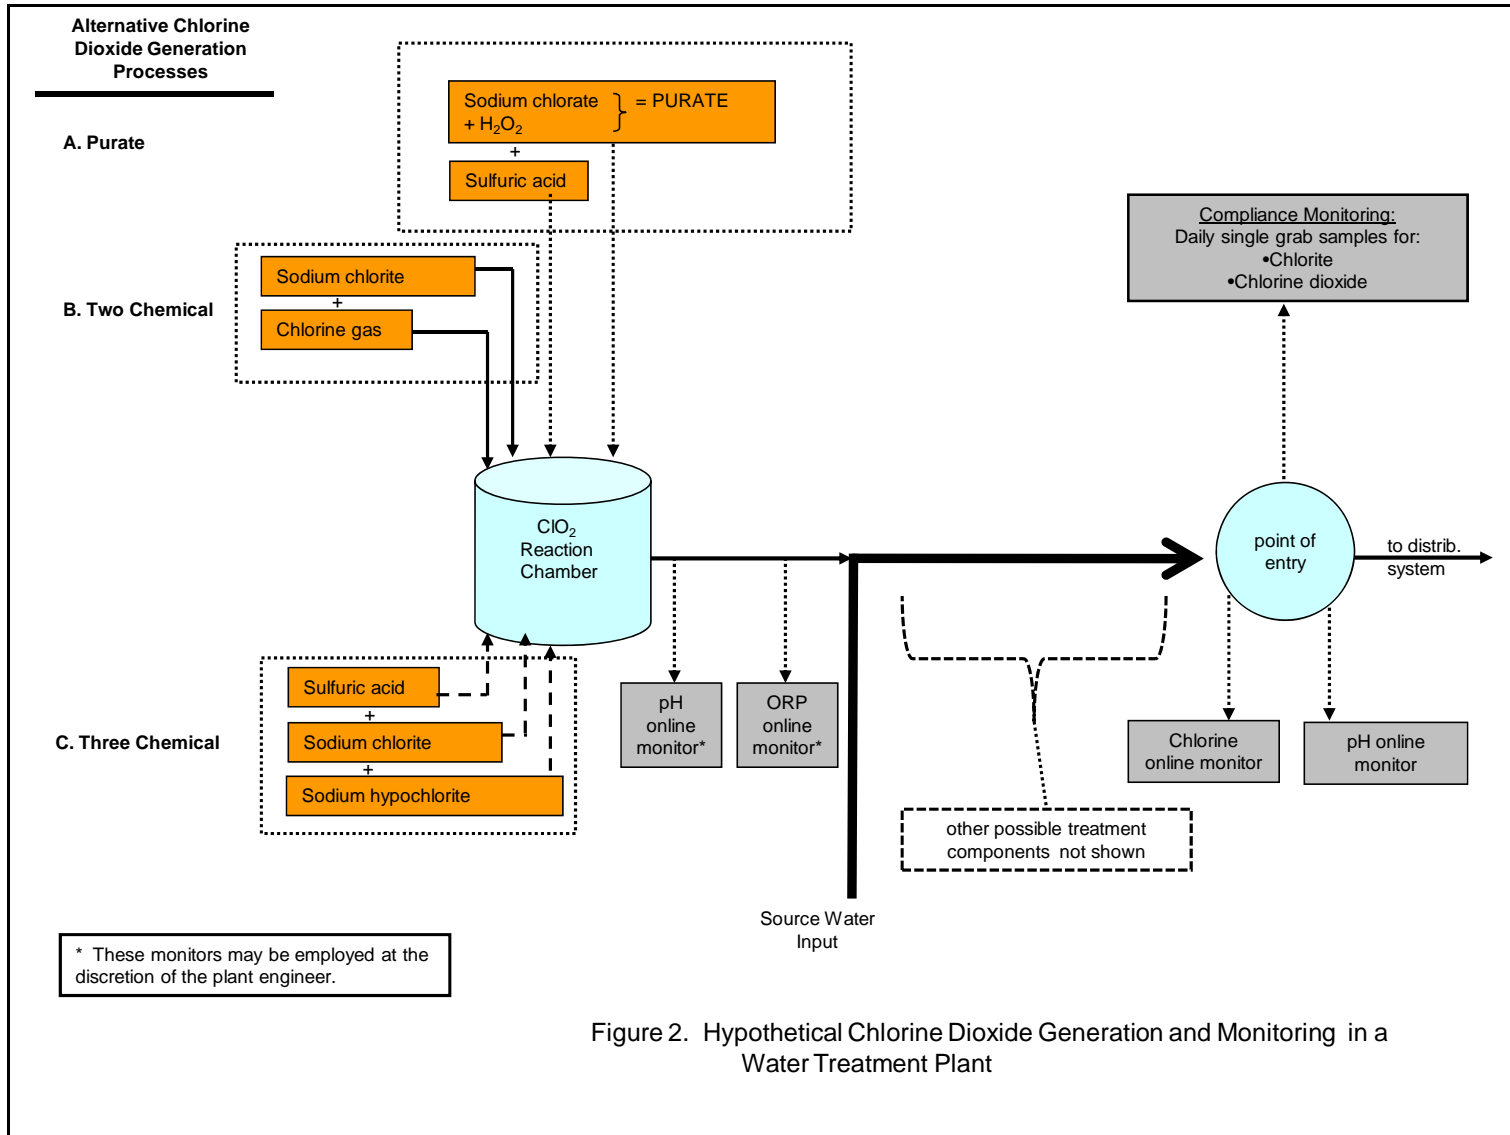 Alternative Chlorine
Dioxide Generation
Processes
A. Purate
Sodium chlorate } = PURATE
+ H₂O₂
+
Sulfuric acid
B. Two Chemical
Sodium chlorite
+
Chlorine gas
Compliance Monitoring:
Daily single grab samples for:
•Chlorite
•Chlorine dioxide
ClO₂
Reaction
Chamber
point of
entry
to distrib.
system
C. Three Chemical
Sulfuric acid
+
Sodium chlorite
+
Sodium hypochlorite
pH
online
monitor*
ORP
online
monitor*
Chlorine
online monitor
pH online
monitor
other possible treatment
components not shown
Source Water
Input
* These monitors may be employed at the
discretion of the plant engineer.
Figure 2. Hypothetical Chlorine Dioxide Generation and Monitoring in a
Water Treatment Plant